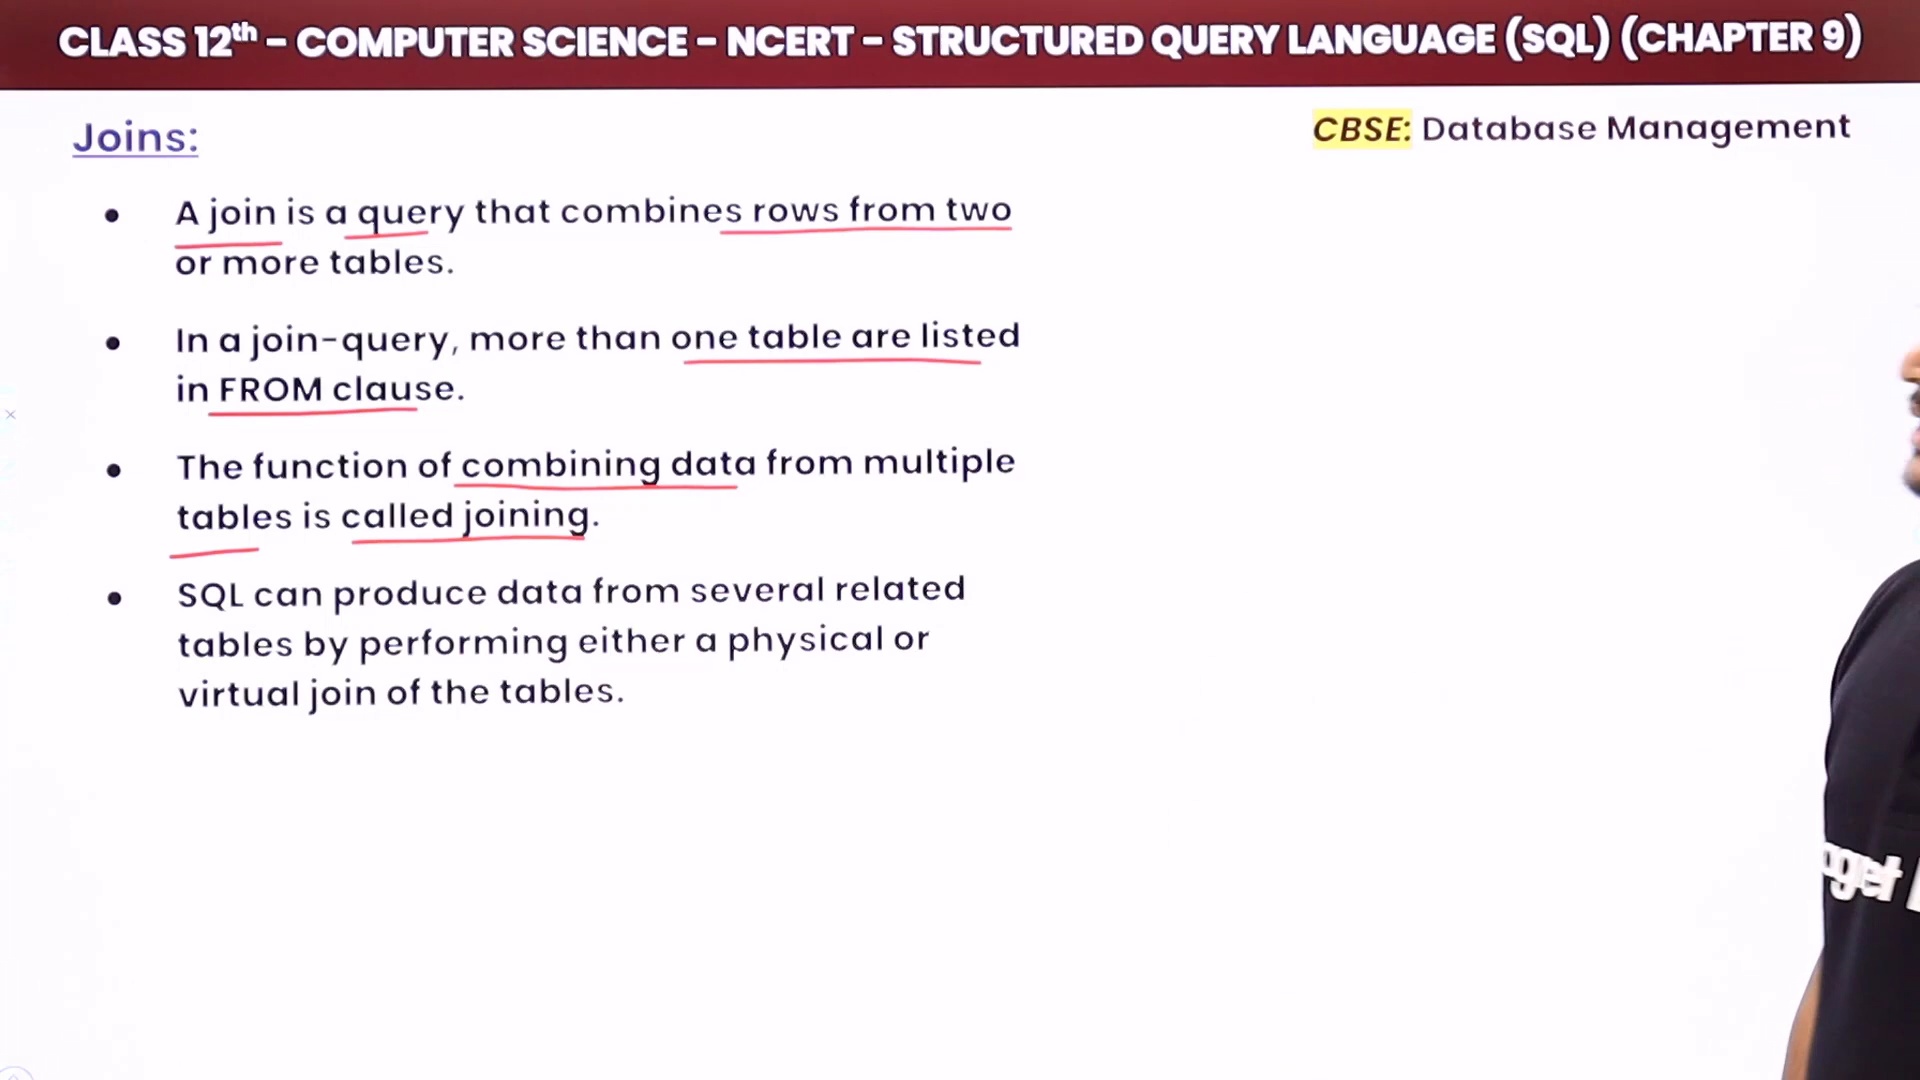 CLASS 12th - COMPUTER SCIENCE - NCERT - STRUCTURED QUERY LANGUAGE (SQL) (CHAPTER 9)
Joins:
CBSE: Database Management
• A join is a query that combines rows from two
or more tables.
• In a join-query, more than one table are listed
in FROM clause.
• The function of combining data from multiple
tables is called joining.
• SQL can produce data from several related
tables by performing either a physical or
virtual join of the tables.